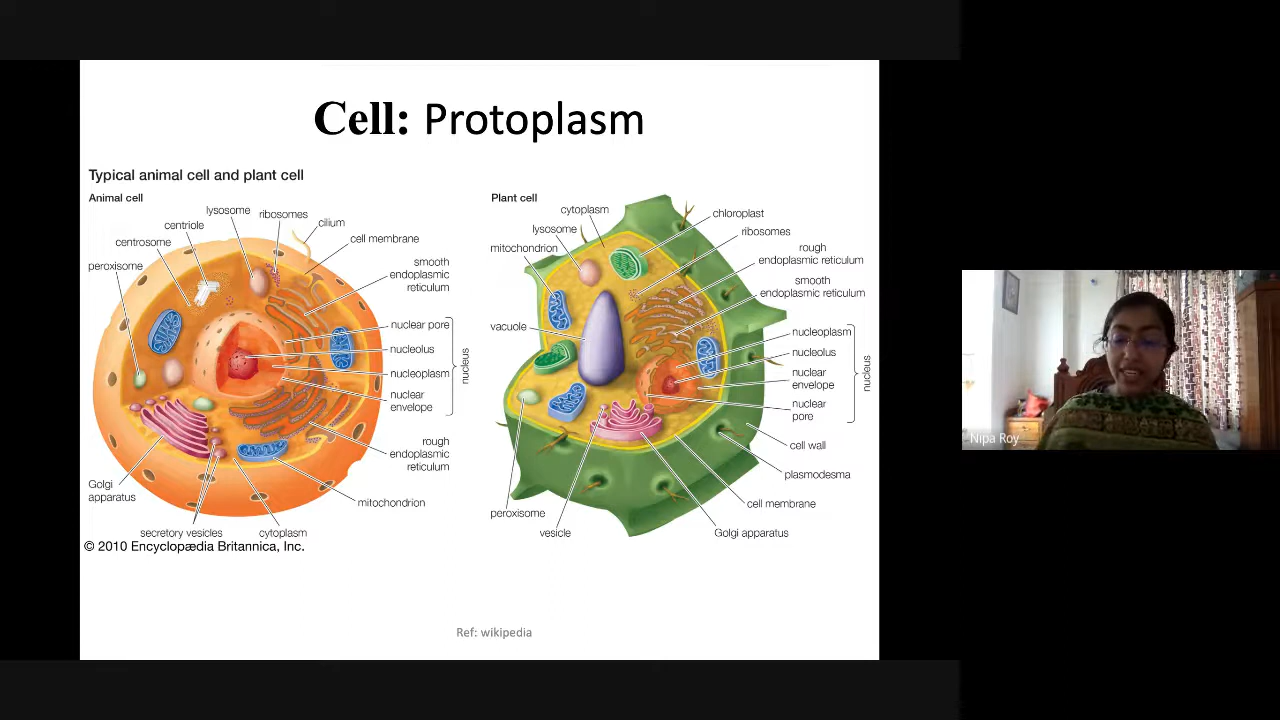 Cell: Protoplasm
Typical animal cell and plant cell
Animal cell
lysosome
ribosomes
cilium
centriole
cell membrane
centrosome
peroxisome
smooth
endoplasmic
reticulum
nuclear pore
nucleolus
nucleoplasm
nuclear
envelope
nucleus
rough
endoplasmic
reticulum
mitochondrion
Golgi
apparatus
secretory vesicles
cytoplasm
© 2010 Encyclopædia Britannica, Inc.
Plant cell
cytoplasm
lysosome
mitochondrion
vacuole
chloroplast
ribosomes
rough
endoplasmic reticulum
smooth
endoplasmic reticulum
nucleoplasm
nucleolus
nuclear
envelope
nuclear
pore
nucleus
cell wall
plasmodesma
cell membrane
Golgi apparatus
vesicle
peroxisome
Ref: wikipedia
Nipa Roy